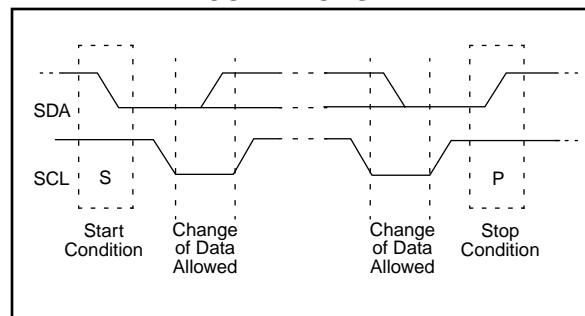 SDA
SCL
S
P
Start
Condition
Change
of Data
Allowed
Change
of Data
Allowed
Stop
Condition